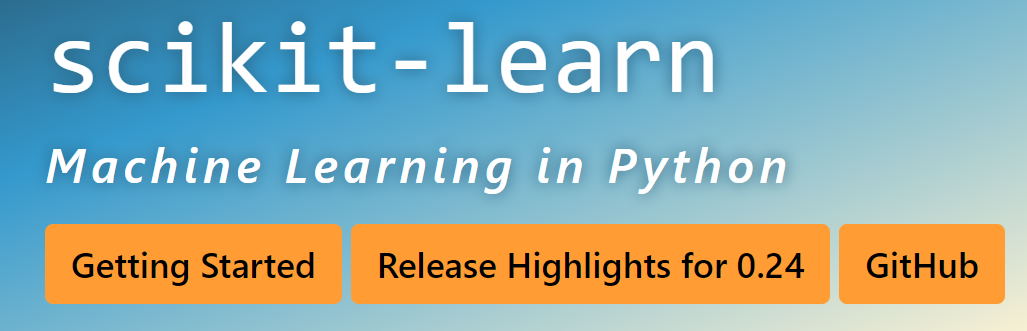 scikit-learn
Machine Learning in Python
Getting Started Release Highlights for 0.24 GitHub